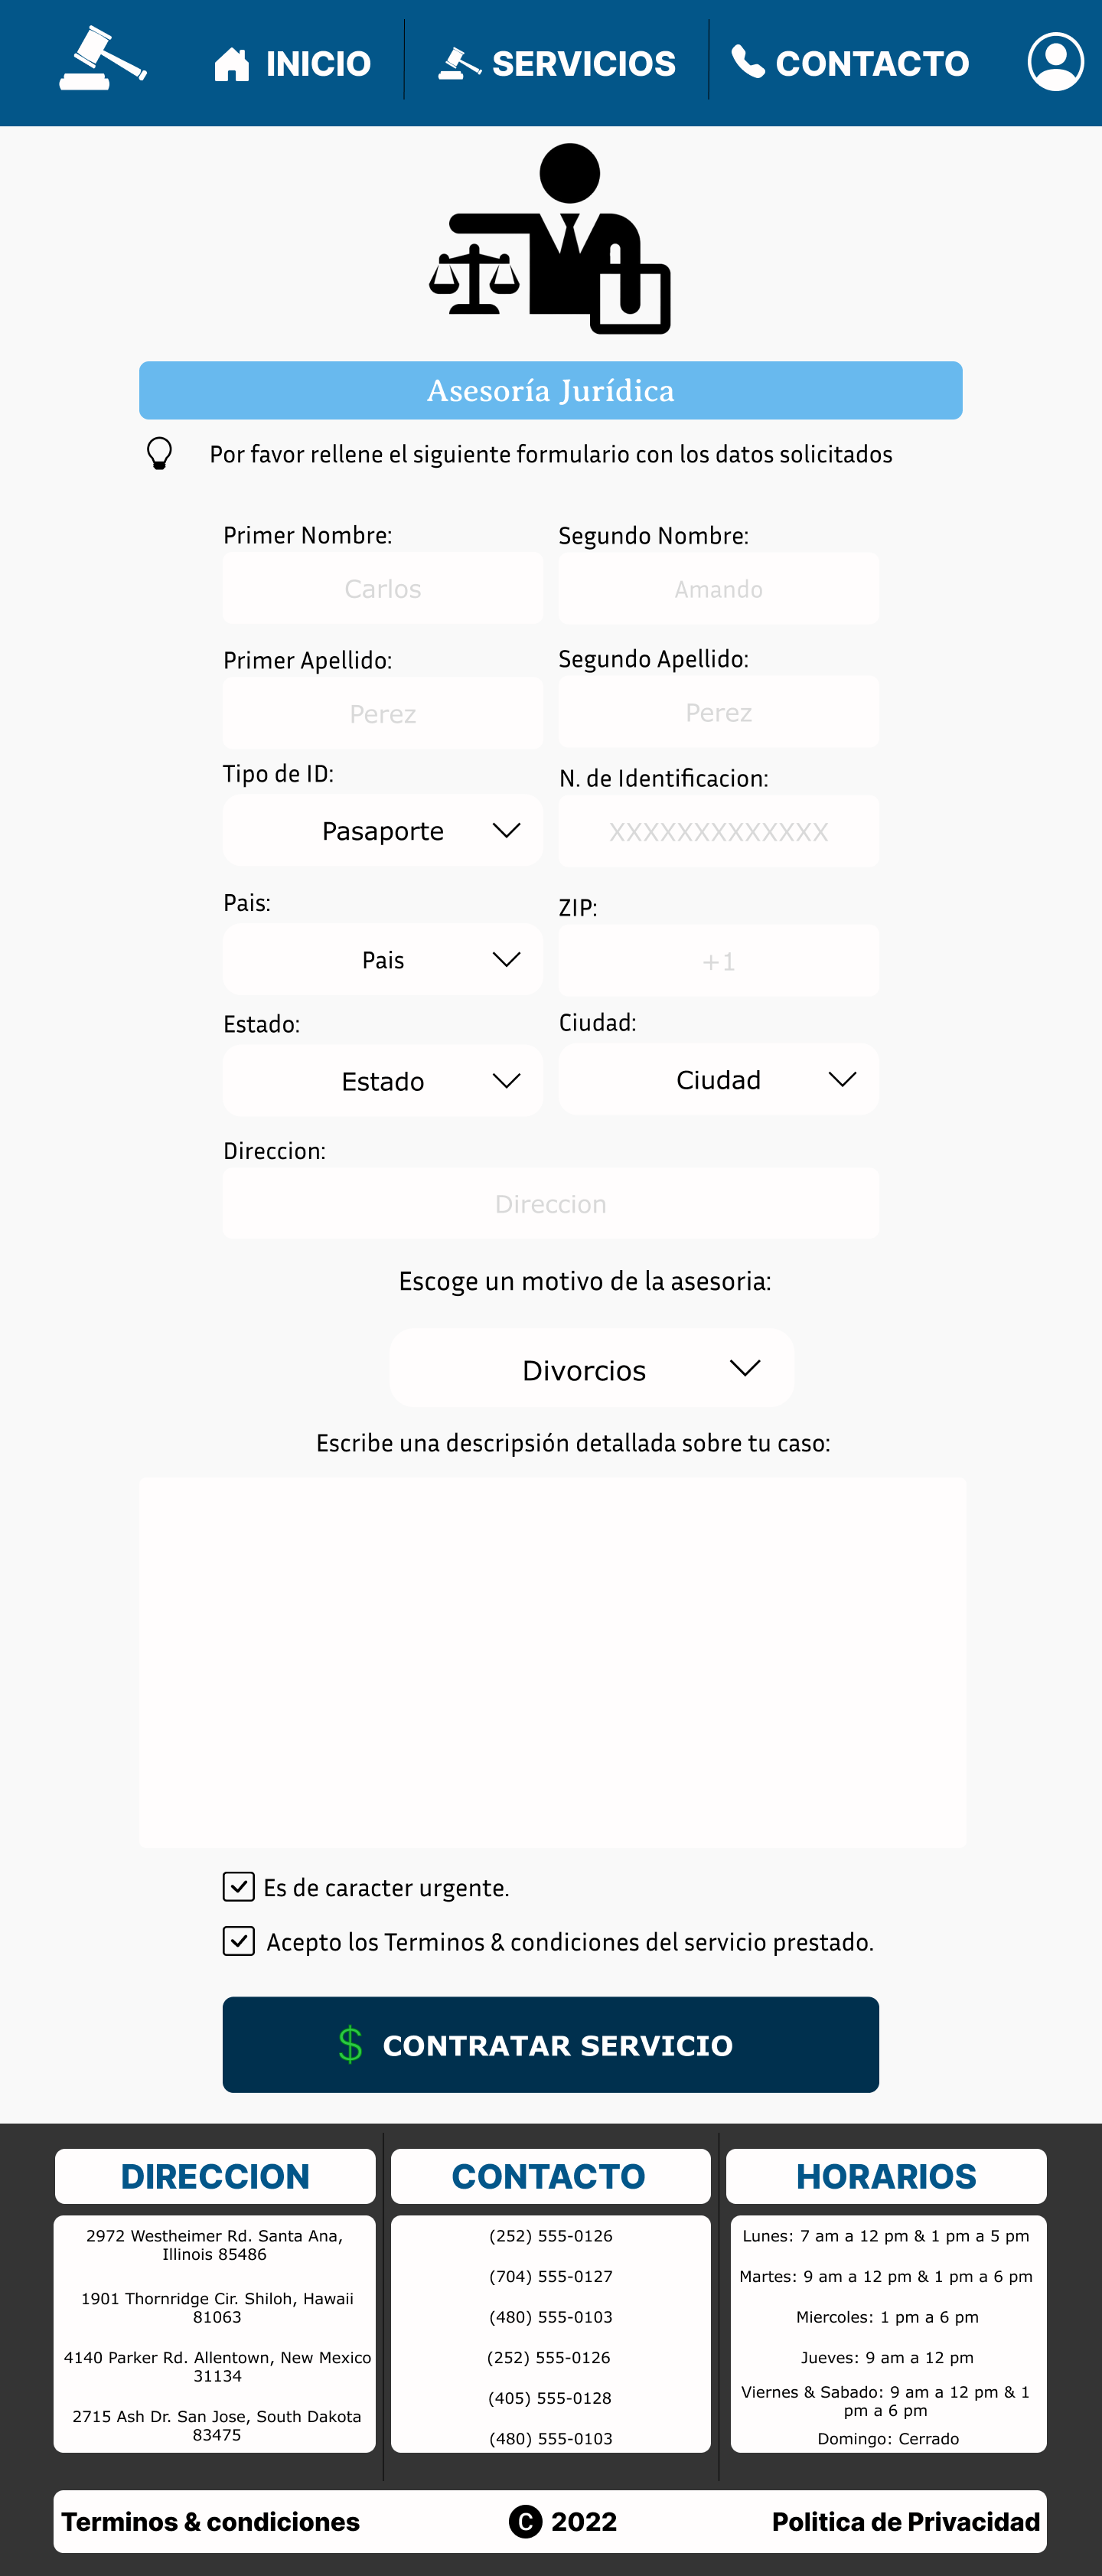 INICIO
SERVICIOS
CONTACTO
Asesoría Jurídica
Por favor rellene el siguiente formulario con los datos solicitados
Primer Nombre:
Segundo Nombre:
Carlos
Amando
Primer Apellido:
Segundo Apellido:
Perez
Perez
Tipo de ID:
N. de Identificacion:
Pasaporte
XXXXXXXXXXXXX
Pais:
ZIP:
Pais
+1
Estado:
Ciudad:
Estado
Ciudad
Direccion:
Direccion
Escoge un motivo de la asesoria:
Divorcios
Escribe una descripsión detallada sobre tu caso:
Es de caracter urgente.
Acepto los Terminos & condiciones del servicio prestado.
$ CONTRATAR SERVICIO
DIRECCION
2972 Westheimer Rd. Santa Ana,
Illinois 85486
1901 Thornridge Cir. Shiloh, Hawaii
81063
4140 Parker Rd. Allentown, New Mexico
31134
2715 Ash Dr. San Jose, South Dakota
83475
CONTACTO
(252) 555-0126
(704) 555-0127
(480) 555-0103
(252) 555-0126
(405) 555-0128
(480) 555-0103
HORARIOS
Lunes: 7 am a 12 pm & 1 pm a 5 pm
Martes: 9 am a 12 pm & 1 pm a 6 pm
Miercoles: 1 pm a 6 pm
Jueves: 9 am a 12 pm
Viernes & Sabado: 9 am a 12 pm & 1
pm a 6 pm
Domingo: Cerrado
Terminos & condiciones
C 2022
Politica de Privacidad